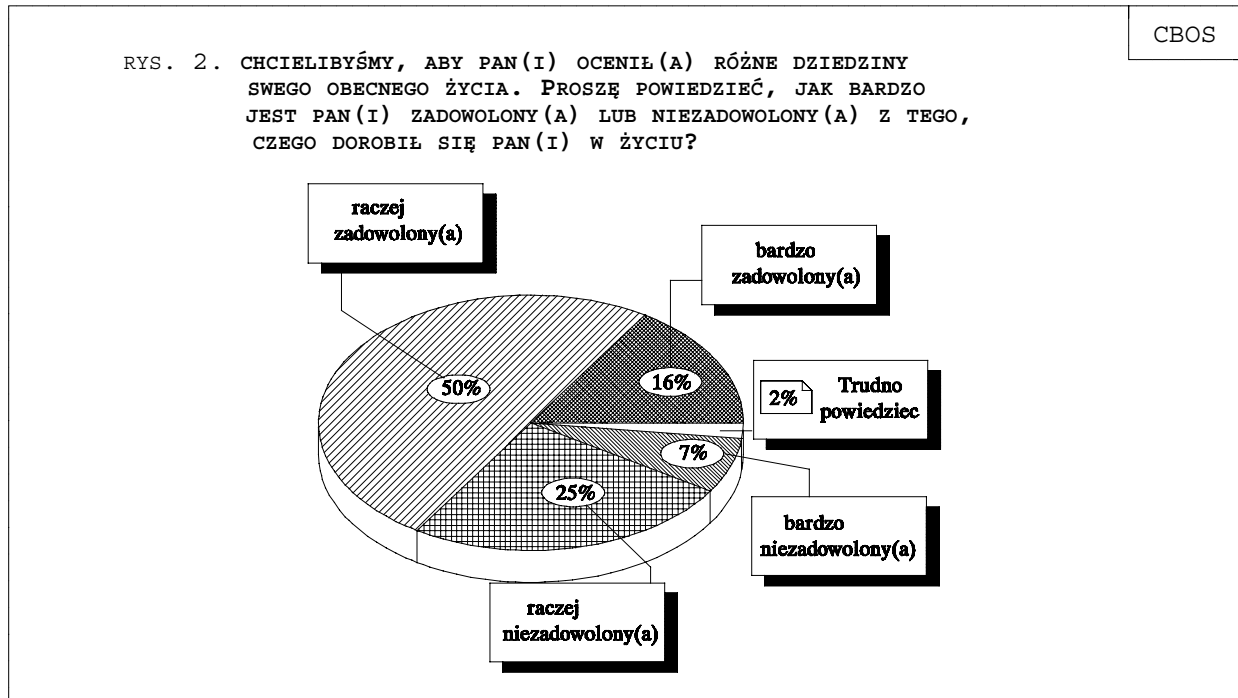 CBOS
RYS. 2. CHCIELIBYŚMY, ABY PAN(I) OCENIŁ(A) RÓŻNE DZIEDZINY
SWEGO OBECNEGO ŻYCIA. PROSZĘ POWIEDZIEĆ, JAK BARDZO
JEST PAN(I) ZADOWOLONY(A) LUB NIEZADOWOLONY(A) Z TEGO,
CZEGO DOROBIŁ SIĘ PAN(I) W ŻYCIU?
raczej
zadowolony(a)
bardzo
zadowolony(a)
50%
16%
2% Trudno
powiedziec
7%
25%
bardzo
niezadowolony(a)
raczej
niezadowolony(a)